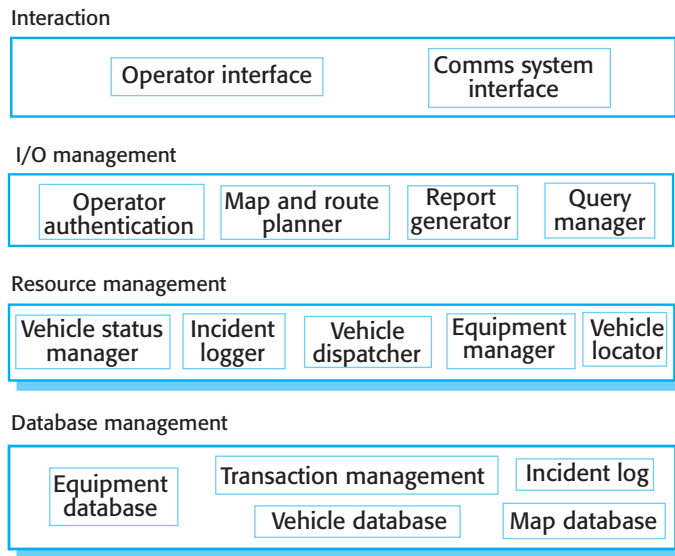 Interaction
Operator interface
Comms system
interface
I/O management
Operator
authentication
Map and route
planner
Report
generator
Query
manager
Resource management
Vehicle status
manager
Incident
logger
Vehicle
dispatcher
Equipment
manager
Vehicle
locator
Database management
Equipment
database
Transaction management
Incident log
Vehicle database
Map database